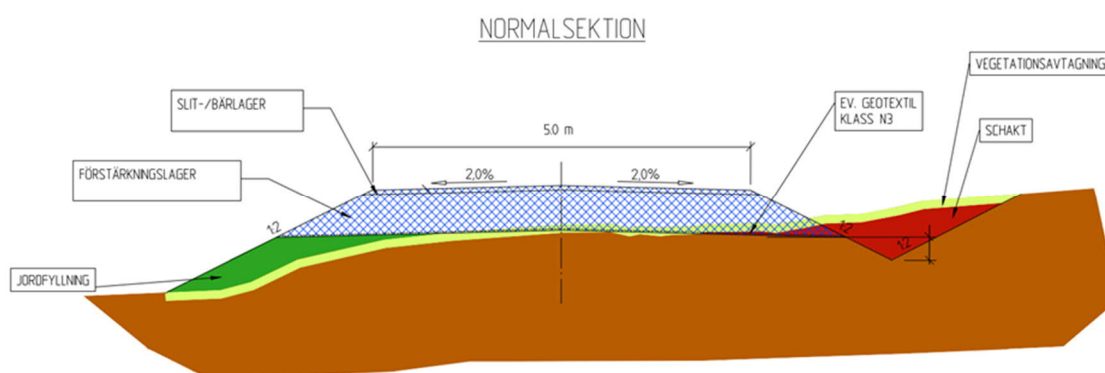 NORMALSEKTION
VEGETATIONSAVTAGNING
SLIT-/BÄRLAGER
EV. GEOTEXTIL
KLASS N3
SCHAKT
5.0 m
FÖRSTÄRKNINGSLAGER
2,0%
2,0%
1:2
1:2
1:2
JORDFYLLNING